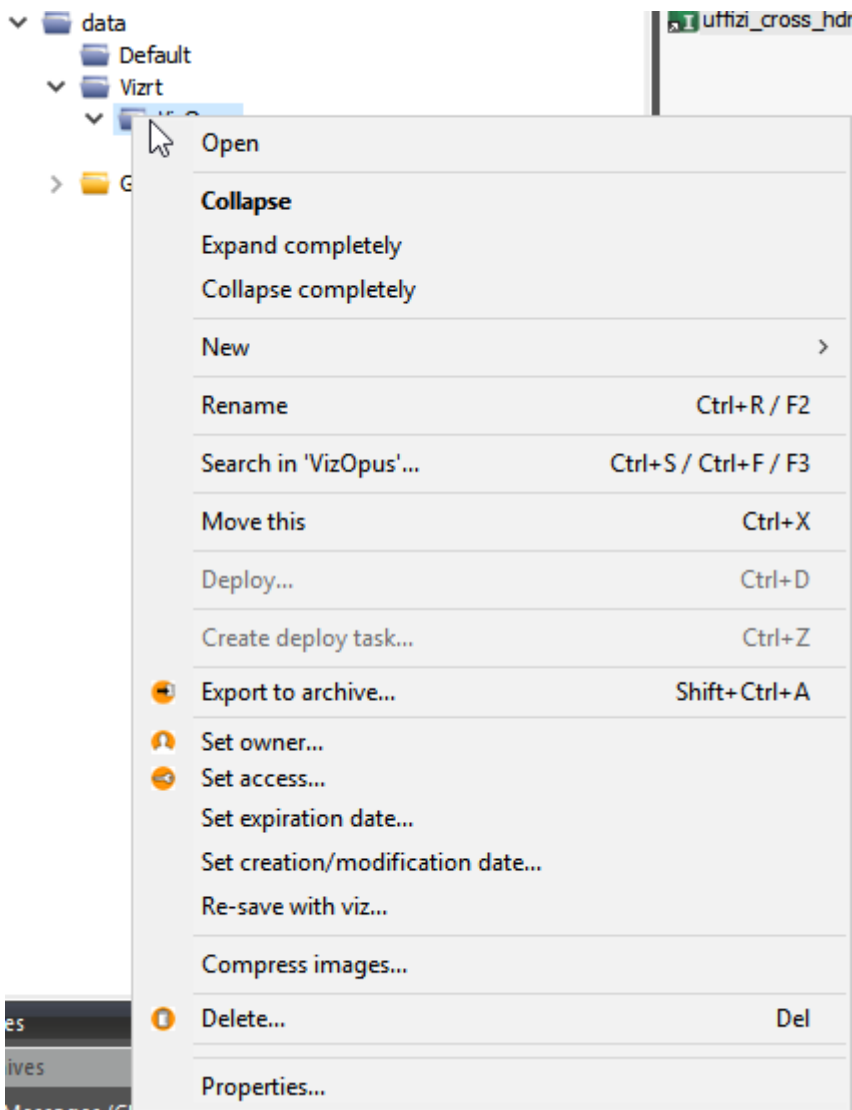 data
uffizi_cross_hdr
Default
Vizrt
Open
Collapse
Expand completely
Collapse completely
New
Rename Ctrl+R / F2
Search in 'VizOpus'... Ctrl+S / Ctrl+F / F3
Move this Ctrl+X
Deploy... Ctrl+D
Create deploy task... Ctrl+Z
Export to archive... Shift+Ctrl+A
Set owner...
Set access...
Set expiration date...
Set creation/modification date...
Re-save with viz...
Compress images...
Delete... Del
Properties...